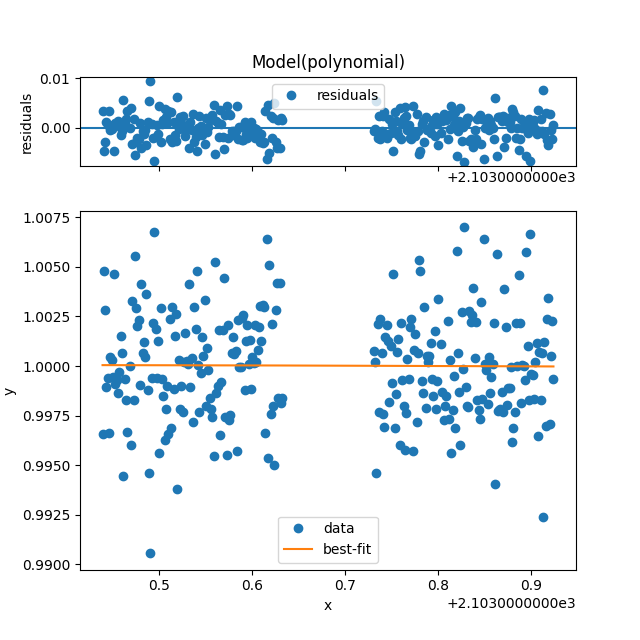 Model(polynomial)
0.01
0.00
residuals
residuals
+2.1030000000e3
1.0075
1.0050
1.0025
1.0000
0.9975
0.9950
0.9925
0.9900
y
data
best-fit
0.5 0.6 0.7 0.8 0.9
x
+2.1030000000e3